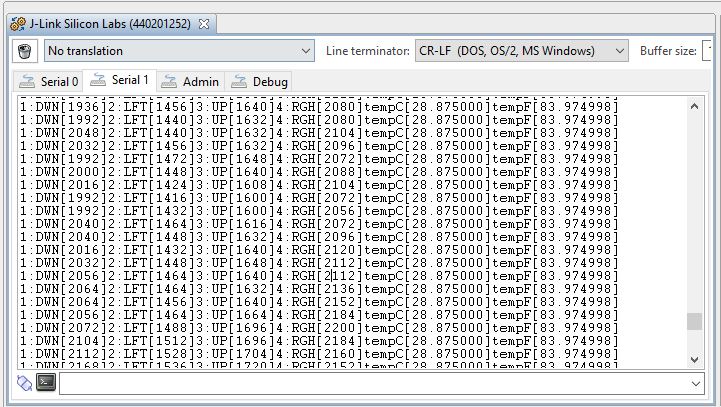 J-Link Silicon Labs (440201252)
No translation
Line terminator: CR-LF (DOS, OS/2, MS Windows)
Buffer size:
Serial 0
Serial 1
Admin
Debug
1:DWN[1936]2:LFT[1456]3:UP[1640]4:RGH[2080]tempC[28.875000]tempF[83.974998]
1:DWN[1992]2:LFT[1440]3:UP[1632]4:RGH[2080]tempC[28.875000]tempF[83.974998]
1:DWN[2048]2:LFT[1440]3:UP[1632]4:RGH[2104]tempC[28.875000]tempF[83.974998]
1:DWN[2032]2:LFT[1456]3:UP[1632]4:RGH[2096]tempC[28.875000]tempF[83.974998]
1:DWN[1992]2:LFT[1472]3:UP[1648]4:RGH[2072]tempC[28.875000]tempF[83.974998]
1:DWN[2000]2:LFT[1448]3:UP[1640]4:RGH[2088]tempC[28.875000]tempF[83.974998]
1:DWN[2016]2:LFT[1424]3:UP[1608]4:RGH[2104]tempC[28.875000]tempF[83.974998]
1:DWN[1992]2:LFT[1416]3:UP[1600]4:RGH[2072]tempC[28.875000]tempF[83.974998]
1:DWN[1992]2:LFT[1432]3:UP[1600]4:RGH[2056]tempC[28.875000]tempF[83.974998]
1:DWN[2040]2:LFT[1464]3:UP[1616]4:RGH[2072]tempC[28.875000]tempF[83.974998]
1:DWN[2040]2:LFT[1448]3:UP[1632]4:RGH[2096]tempC[28.875000]tempF[83.974998]
1:DWN[2016]2:LFT[1432]3:UP[1640]4:RGH[2120]tempC[28.875000]tempF[83.974998]
1:DWN[2032]2:LFT[1448]3:UP[1648]4:RGH[2112]tempC[28.875000]tempF[83.974998]
1:DWN[2056]2:LFT[1464]3:UP[1640]4:RGH[2112]tempC[28.875000]tempF[83.974998]
1:DWN[2064]2:LFT[1464]3:UP[1632]4:RGH[2136]tempC[28.875000]tempF[83.974998]
1:DWN[2064]2:LFT[1456]3:UP[1640]4:RGH[2152]tempC[28.875000]tempF[83.974998]
1:DWN[2056]2:LFT[1464]3:UP[1664]4:RGH[2184]tempC[28.875000]tempF[83.974998]
1:DWN[2072]2:LFT[1488]3:UP[1696]4:RGH[2200]tempC[28.875000]tempF[83.974998]
1:DWN[2104]2:LFT[1512]3:UP[1696]4:RGH[2184]tempC[28.875000]tempF[83.974998]
1:DWN[2112]2:LFT[1528]3:UP[1704]4:RGH[2160]tempC[28.875000]tempF[83.974998]
1:DWN[2168]2:LFT[1536]3:UP[1720]4:RGH[2152]tempC[28.875000]tempF[83.974998]